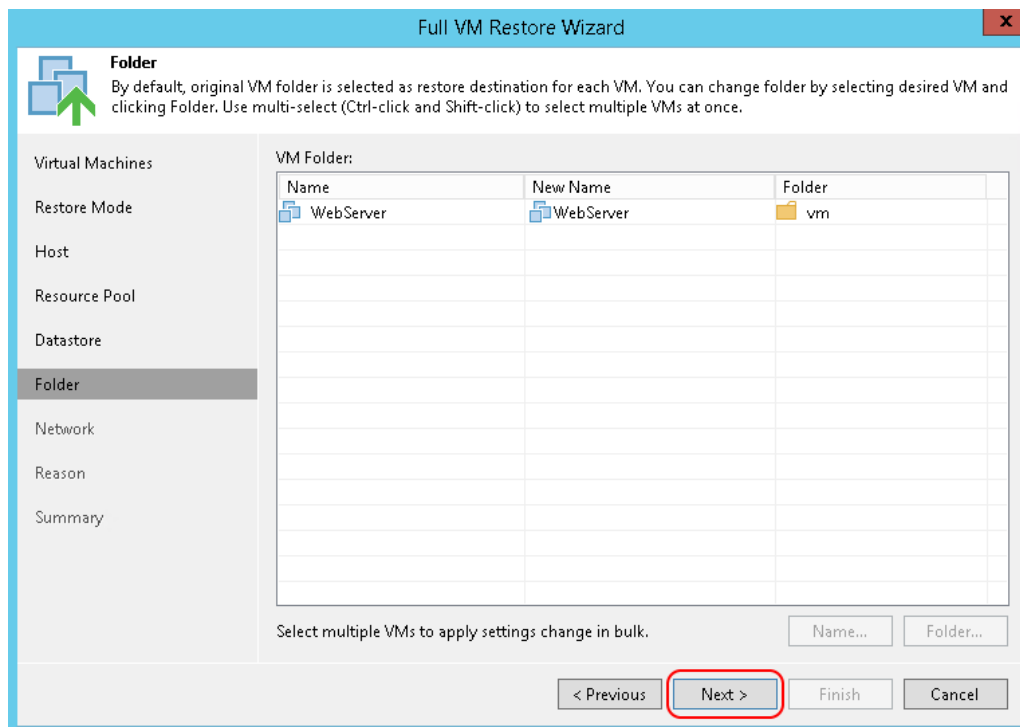 Full VM Restore Wizard
x
Folder
By default, original VM folder is selected as restore destination for each VM. You can change folder by selecting desired VM and
clicking Folder. Use multi-select (Ctrl-click and Shift-click) to select multiple VMs at once.
Virtual Machines
Restore Mode
Host
Resource Pool
Datastore
Folder
Network
Reason
Summary
VM Folder:
Name New Name Folder
WebServer WebServer vm
Select multiple VMs to apply settings change in bulk. Name... Folder...
< Previous Next > Finish Cancel